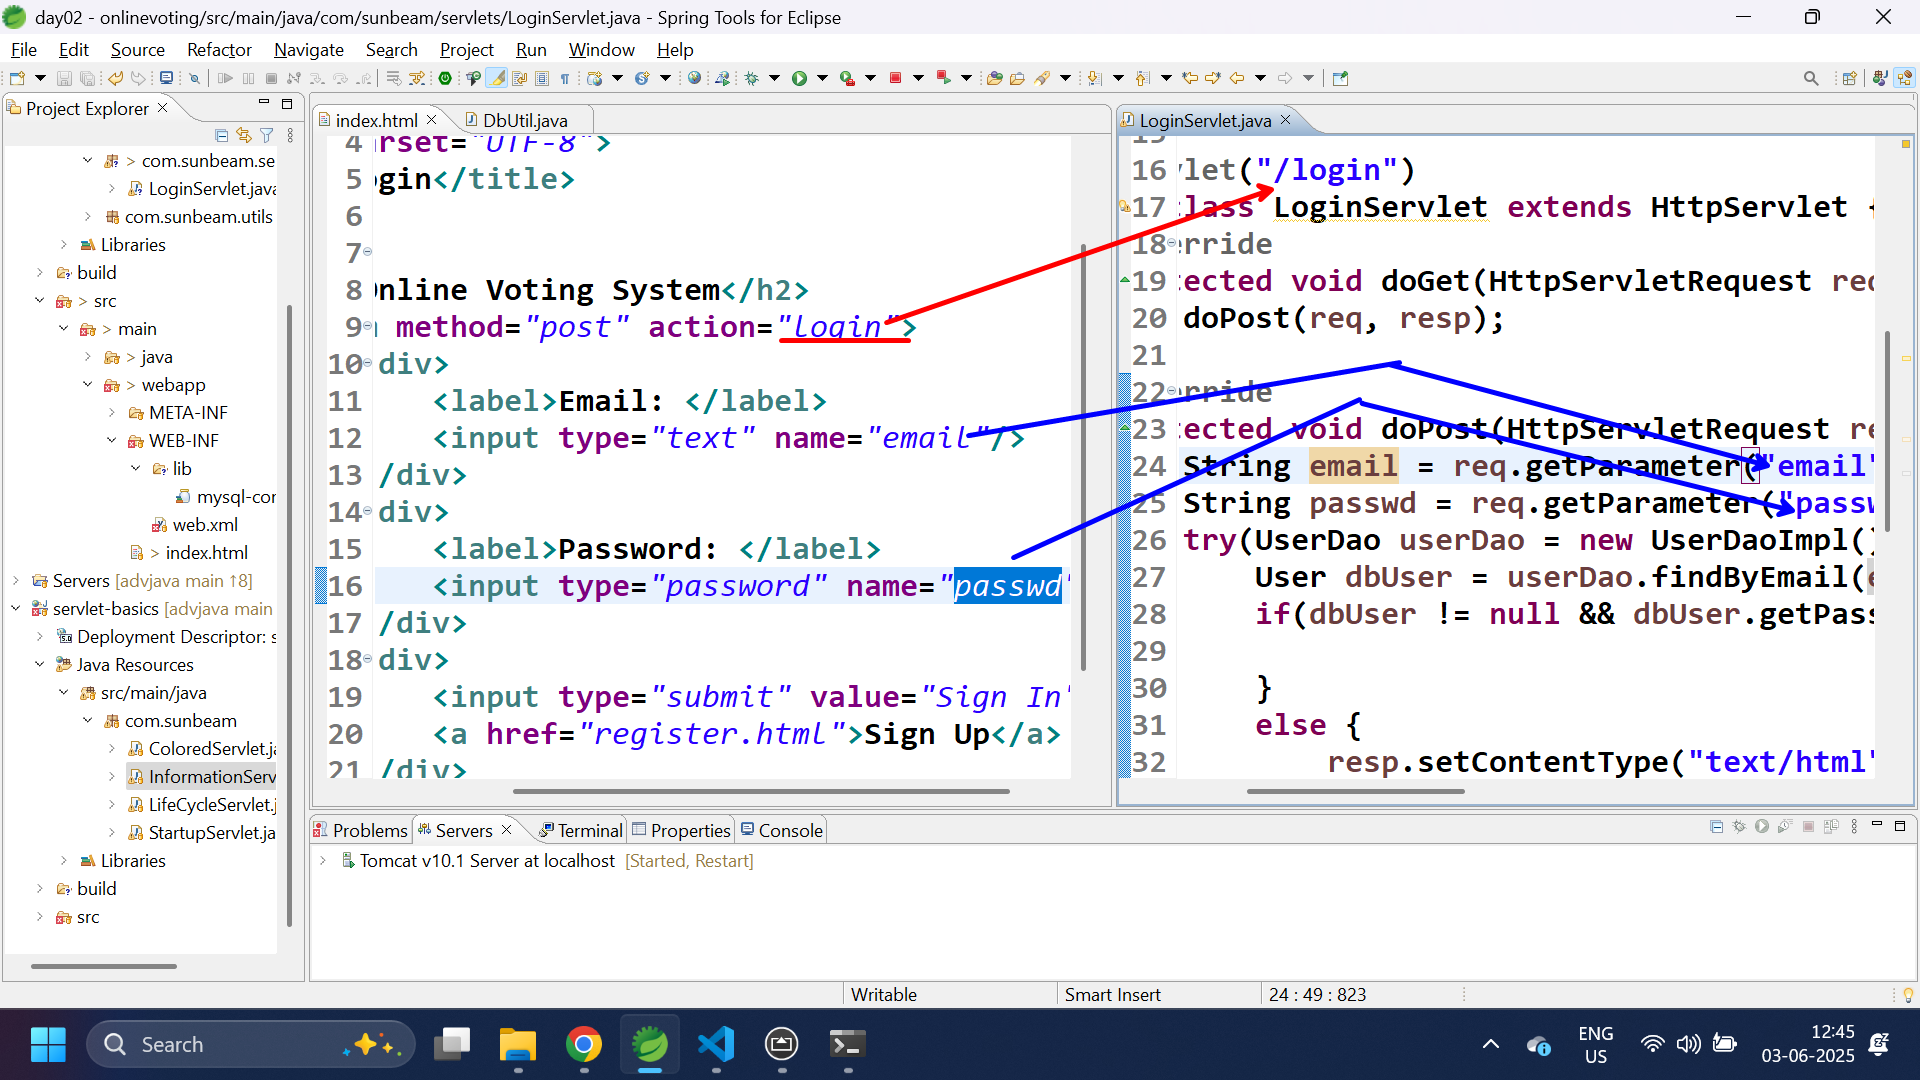 day02 - onlinevoting/src/main/java/com/sunbeam/servlets/LoginServlet.java - Spring Tools for Eclipse
File Edit Source Refactor Navigate Search Project Run Window Help
Project Explorer
com.sunbeam.se
LoginServlet.java
com.sunbeam.utils
Libraries
build
> src
> main
> java
> webapp
META-INF
WEB-INF
lib
mysql-cor
web.xml
> index.html
Servers [advjava main ↑8]
servlet-basics [advjava main
Deployment Descriptor: s
Java Resources
src/main/java
com.sunbeam
ColoredServlet.ja
InformationServ
LifeCycleServlet.j
StartupServlet.ja
Libraries
build
src
index.html DbUtil.java
4 rset="UTF-8">
5 ogin</title>
6
7
8 Online Voting System</h2>
9 method="post" action="login">
10 div>
11 <label>Email: </label>
12 <input type="text" name="email"/>
13 /div>
14 div>
15 <label>Password: </label>
16 <input type="password" name="passwd"
17 /div>
18 div>
19 <input type="submit" value="Sign In"
20 <a href="register.html">Sign Up</a>
21 /div>
LoginServlet.java
15
16 vlet("/login")
17 class LoginServlet extends HttpServlet {
18 erride
19 tected void doGet(HttpServletRequest req
20 doPost(req, resp);
21
22 erride
23 tected void doPost(HttpServletRequest re
24 String email = req.getParameter("email"
25 String passwd = req.getParameter("passw
26 try(UserDao userDao = new UserDaoImpl()
27 User dbUser = userDao.findByEmail(e
28 if(dbUser != null && dbUser.getPass
29
30 }
31 else {
32 resp.setContentType("text/html"
Problems Servers Terminal Properties Console
Tomcat v10.1 Server at localhost [Started, Restart]
Writable Smart Insert 24 : 49 : 823
Search
ENG
US
12:45
03-06-2025